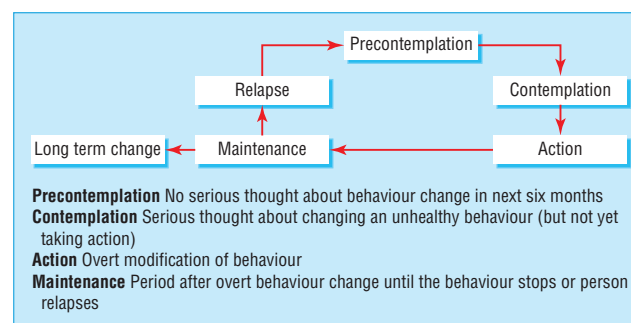 Precontemplation
Relapse
Contemplation
Long term change
Maintenance
Action
Precontemplation No serious thought about behaviour change in next six months
Contemplation Serious thought about changing an unhealthy behaviour (but not yet
taking action)
Action Overt modification of behaviour
Maintenance Period after overt behaviour change until the behaviour stops or person
relapses